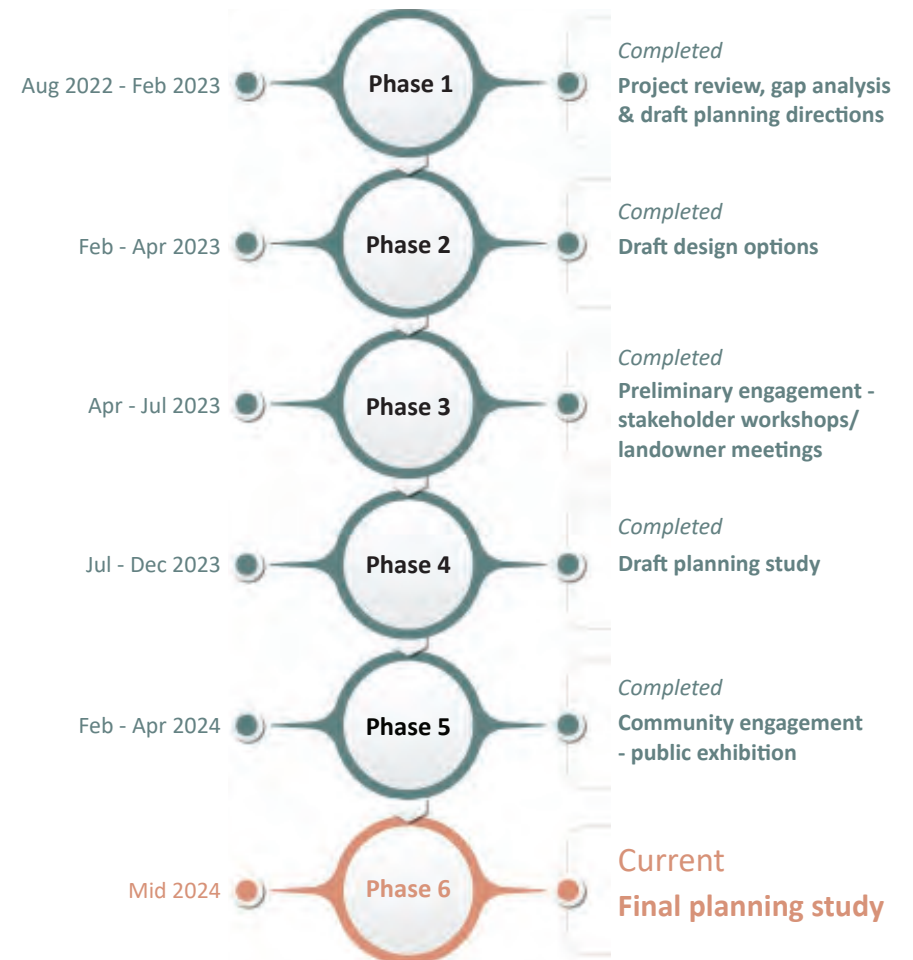 Aug 2022 - Feb 2023
Phase 1
Completed
Project review, gap analysis
& draft planning directions
Feb - Apr 2023
Phase 2
Completed
Draft design options
Apr - Jul 2023
Phase 3
Completed
Preliminary engagement -
stakeholder workshops/
landowner meetings
Jul - Dec 2023
Phase 4
Completed
Draft planning study
Feb - Apr 2024
Phase 5
Completed
Community engagement
- public exhibition
Mid 2024
Phase 6
Current
Final planning study